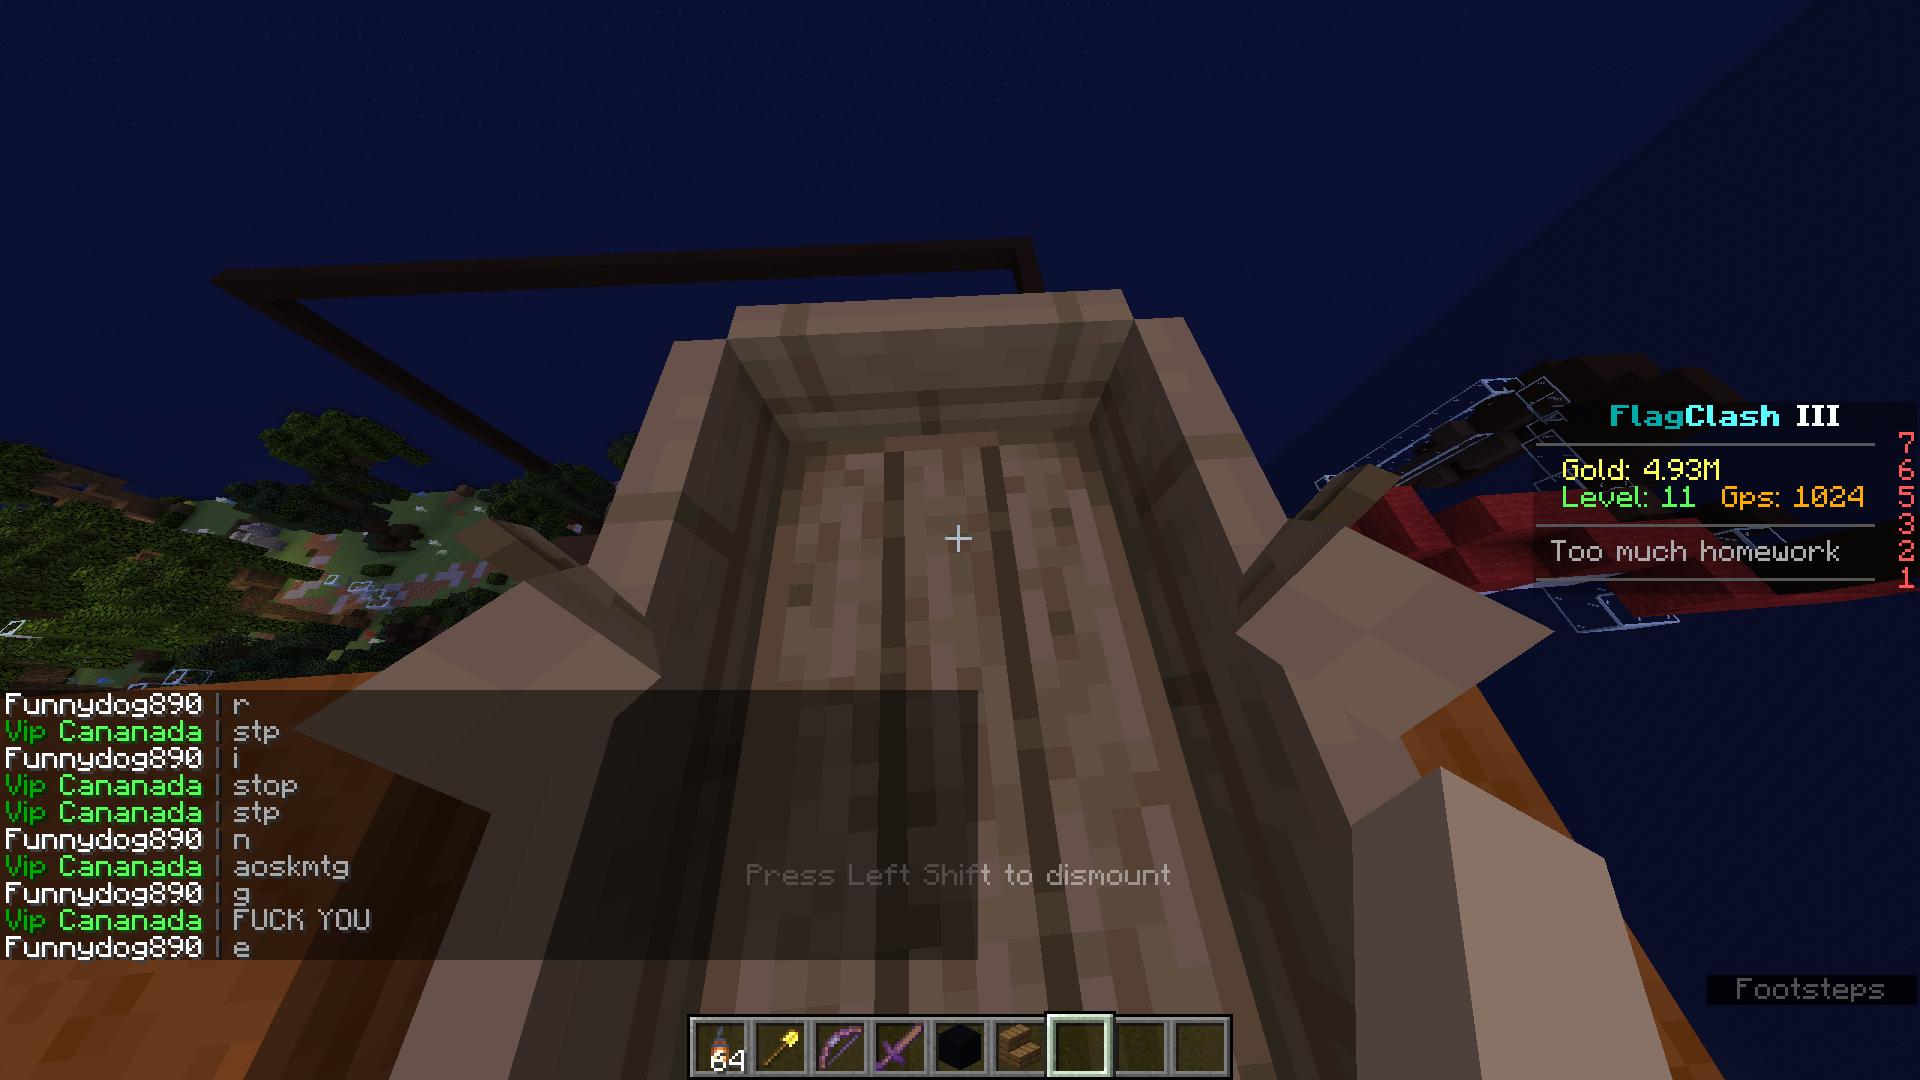 FlagClash III
7
Gold: 4.93M
6
Level: 11 Gps: 1024
5
3
Too much homework
2
1
Funnydog890 | r
Vip Cananada | stp
Funnydog890 | i
Vip Cananada | stop
Vip Cananada | stp
Funnydog890 | n
Vip Cananada | aoskmtg
Funnydog890 | g
Vip Cananada | FUCK YOU
Funnydog890 | e
Press Left Shift to dismount
Footsteps
64